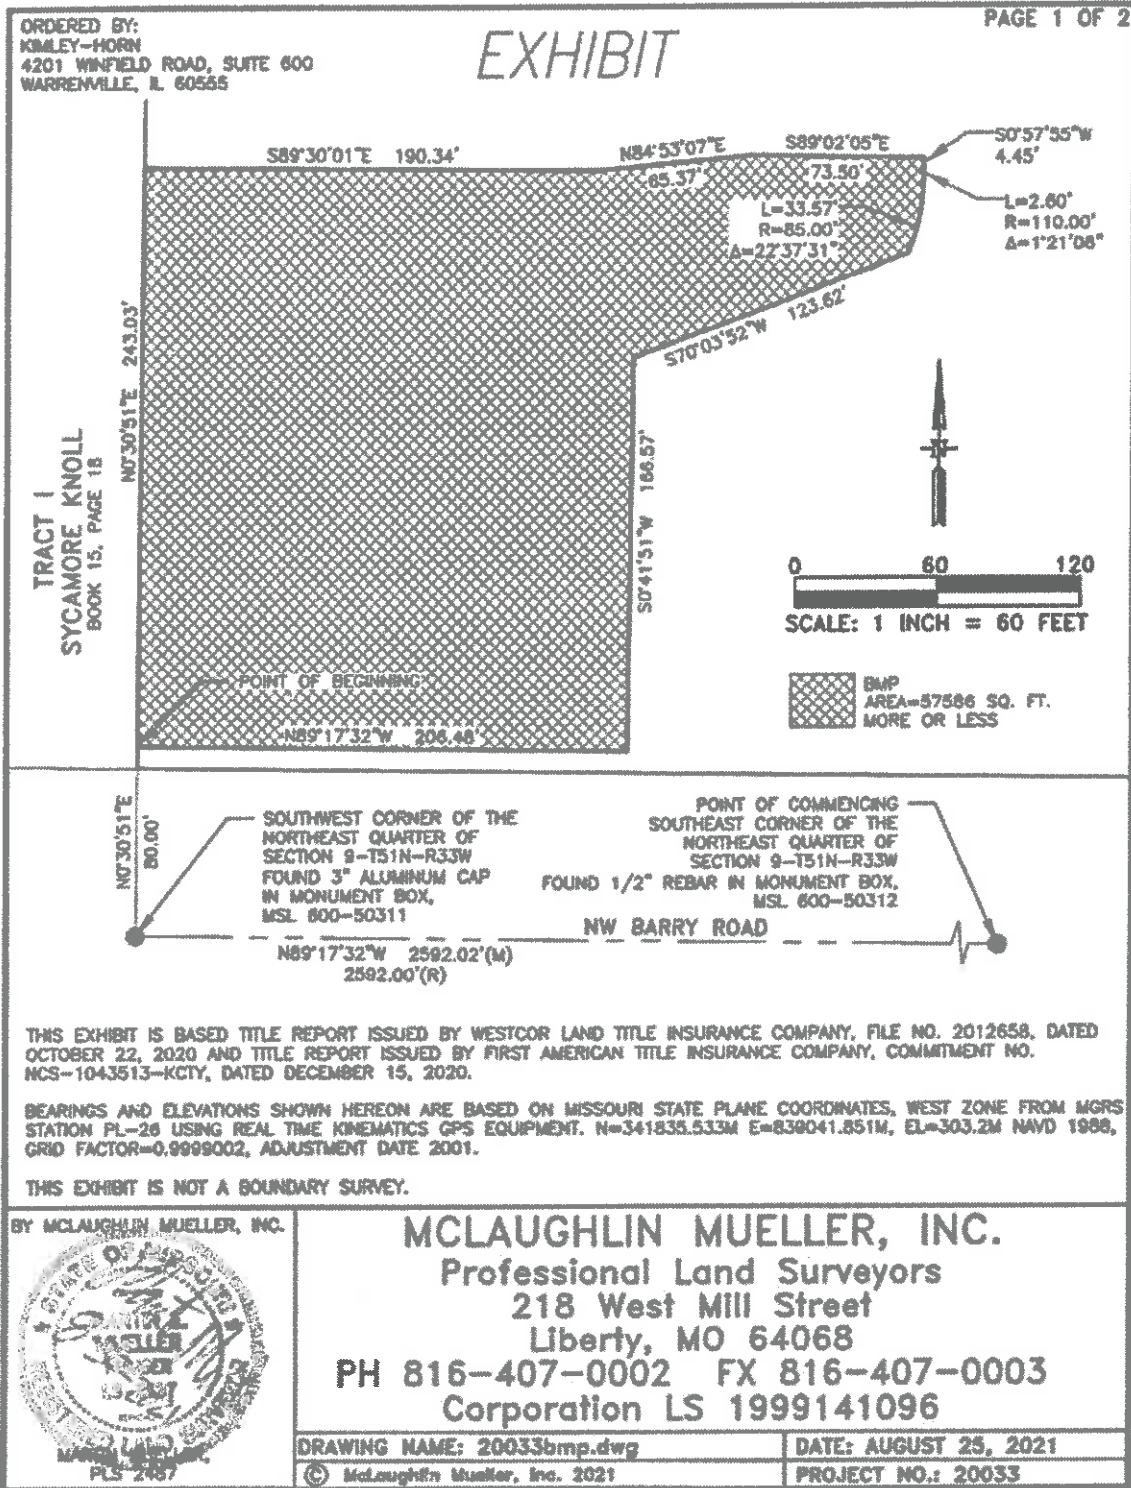 ORDERED BY:
KIMLEY-HORN
4201 WINFIELD ROAD, SUITE 600
WARRENVILLE, IL 60555
EXHIBIT
PAGE 1 OF 2
S89°30'01"E 190.34'
N84°53'07"E
65.37'
S89°02'05"E
73.50'
S0°57'55"W
4.45'
L=33.57'
R=85.00'
Δ=22°37'31"
L=2.60'
R=110.00'
Δ=1°21'08"
S70°03'52"W 123.62'
N0°30'51"E 243.03'
TRACT I
SYCAMORE KNOLL
BOOK 15, PAGE 18
S0°41'51"W 166.57'
N
0 60 120
SCALE: 1 INCH = 60 FEET
BMP
AREA=57586 SQ. FT.
MORE OR LESS
POINT OF BEGINNING
N89°17'32"W 206.48'
N0°30'51"E
80.00'
SOUTHWEST CORNER OF THE
NORTHEAST QUARTER OF
SECTION 9-T51N-R33W
FOUND 3" ALUMINUM CAP
IN MONUMENT BOX,
MSL 600-50311
POINT OF COMMENCING
SOUTHEAST CORNER OF THE
NORTHEAST QUARTER OF
SECTION 9-T51N-R33W
FOUND 1/2" REBAR IN MONUMENT BOX,
MSL 600-50312
NW BARRY ROAD
N89°17'32"W 2592.02'(M)
2592.00'(R)
THIS EXHIBIT IS BASED TITLE REPORT ISSUED BY WESTCOR LAND TITLE INSURANCE COMPANY, FILE NO. 2012658, DATED
OCTOBER 22, 2020 AND TITLE REPORT ISSUED BY FIRST AMERICAN TITLE INSURANCE COMPANY, COMMITMENT NO.
NCS-1043513-KCTY, DATED DECEMBER 15, 2020.
BEARINGS AND ELEVATIONS SHOWN HEREON ARE BASED ON MISSOURI STATE PLANE COORDINATES, WEST ZONE FROM MGRS
STATION PL-26 USING REAL TIME KINEMATICS GPS EQUIPMENT. N=341835.533M E=839041.851M, EL=303.2M NAVD 1988,
GRID FACTOR=0.9999002, ADJUSTMENT DATE 2001.
THIS EXHIBIT IS NOT A BOUNDARY SURVEY.
BY MCLAUGHLIN MUELLER, INC.
STATE OF MISSOURI
MUELLER
PLS 2487
MCLAUGHLIN MUELLER, INC.
Professional Land Surveyors
218 West Mill Street
Liberty, MO 64068
PH 816-407-0002 FX 816-407-0003
Corporation LS 1999141096
DRAWING NAME: 20033bmp.dwg
DATE: AUGUST 25, 2021
© McLaughlin Mueller, Inc. 2021
PROJECT NO.: 20033